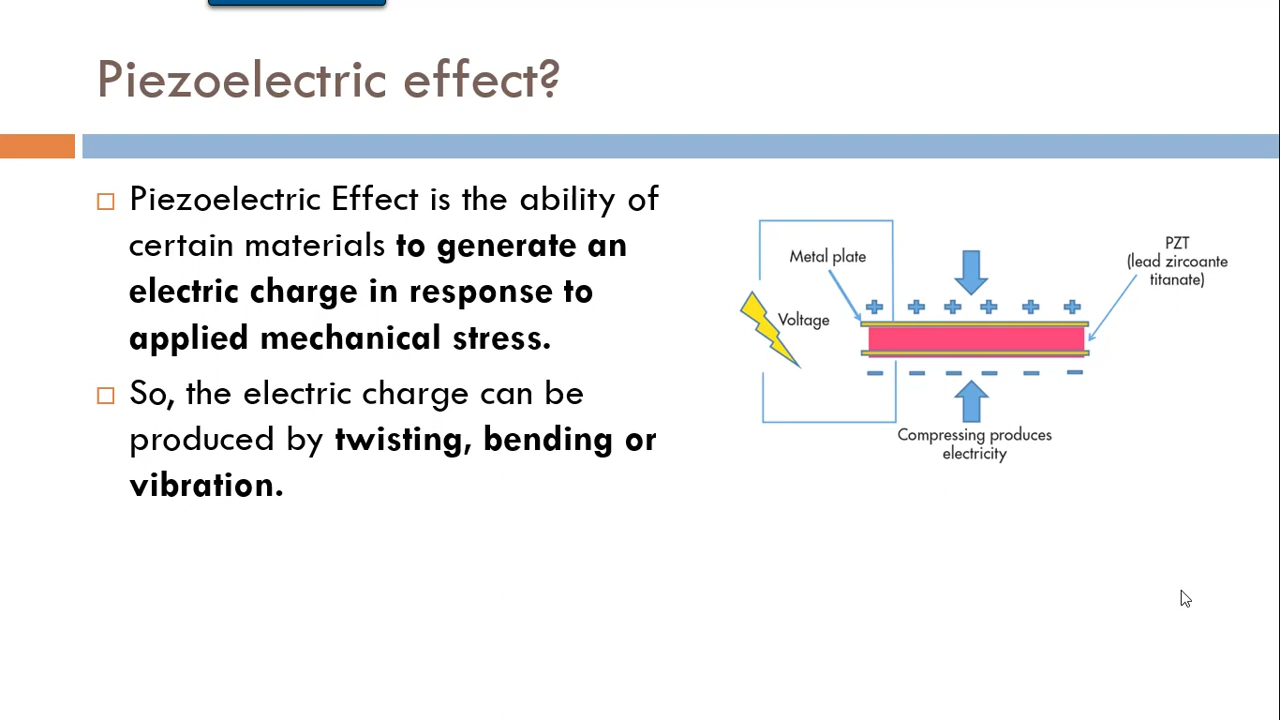 Piezoelectric effect?
Piezoelectric Effect is the ability of
certain materials to generate an
electric charge in response to
applied mechanical stress.
So, the electric charge can be
produced by twisting, bending or
vibration.
Metal plate
Voltage
PZT
(lead zircoante
titanate)
Compressing produces
electricity